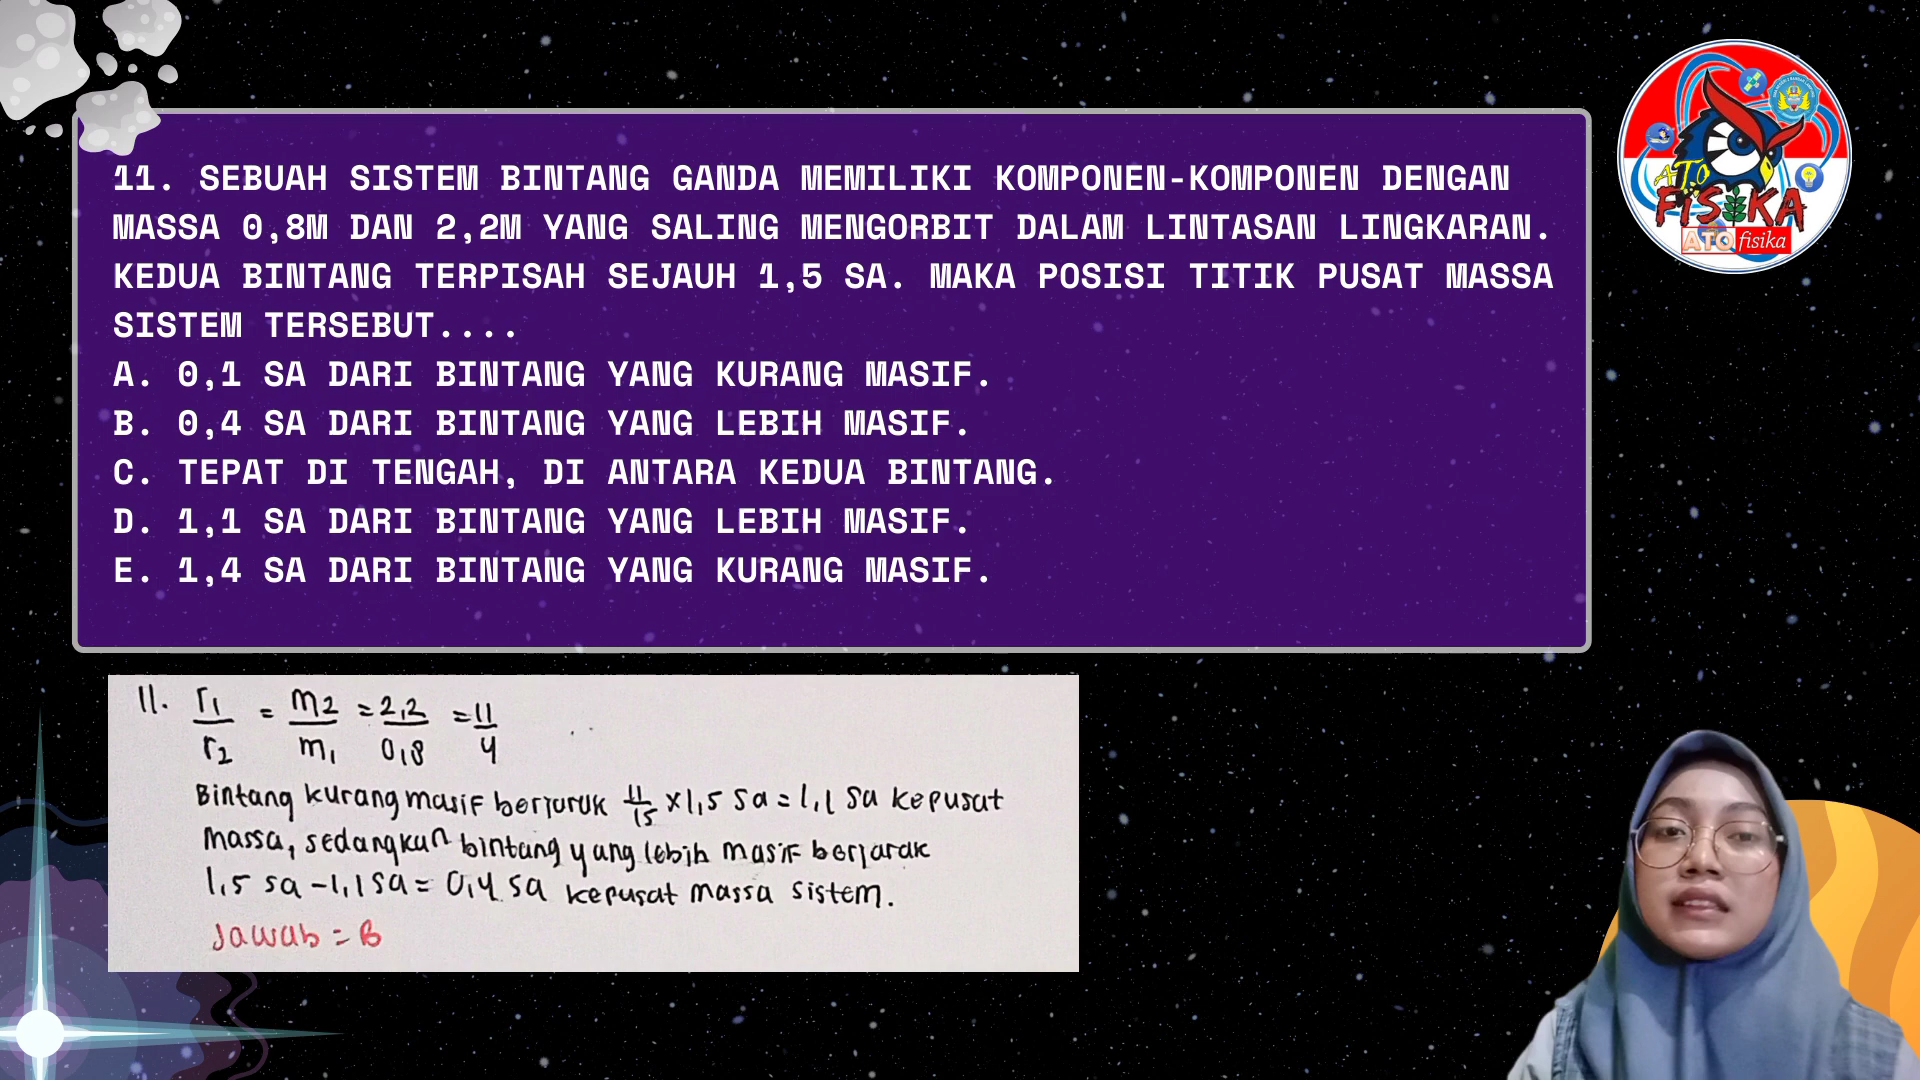 11. SEBUAH SISTEM BINTANG GANDA MEMILIKI KOMPONEN-KOMPONEN DENGAN
MASSA 0,8M DAN 2,2M YANG SALING MENGORBIT DALAM LINTASAN LINGKARAN.
KEDUA BINTANG TERPISAH SEJAUH 1,5 SA. MAKA POSISI TITIK PUSAT MASSA
SISTEM TERSEBUT....
A. 0,1 SA DARI BINTANG YANG KURANG MASIF.
B. 0,4 SA DARI BINTANG YANG LEBIH MASIF.
C. TEPAT DI TENGAH, DI ANTARA KEDUA BINTANG.
D. 1,1 SA DARI BINTANG YANG LEBIH MASIF.
E. 1,4 SA DARI BINTANG YANG KURANG MASIF.
ATO
FISIKA
ATO fisika
11. r1/r2 = m2/m1 = 2,2/0,8 = 11/4
Bintang kurang masif berjarak 11/15 x 1,5 sa = 1,1 sa kepusat
massa, sedangkan bintang yang lebih masif berjarak
1,5 sa - 1,1 sa = 0,4 sa kepusat massa sistem.
Jawab = B